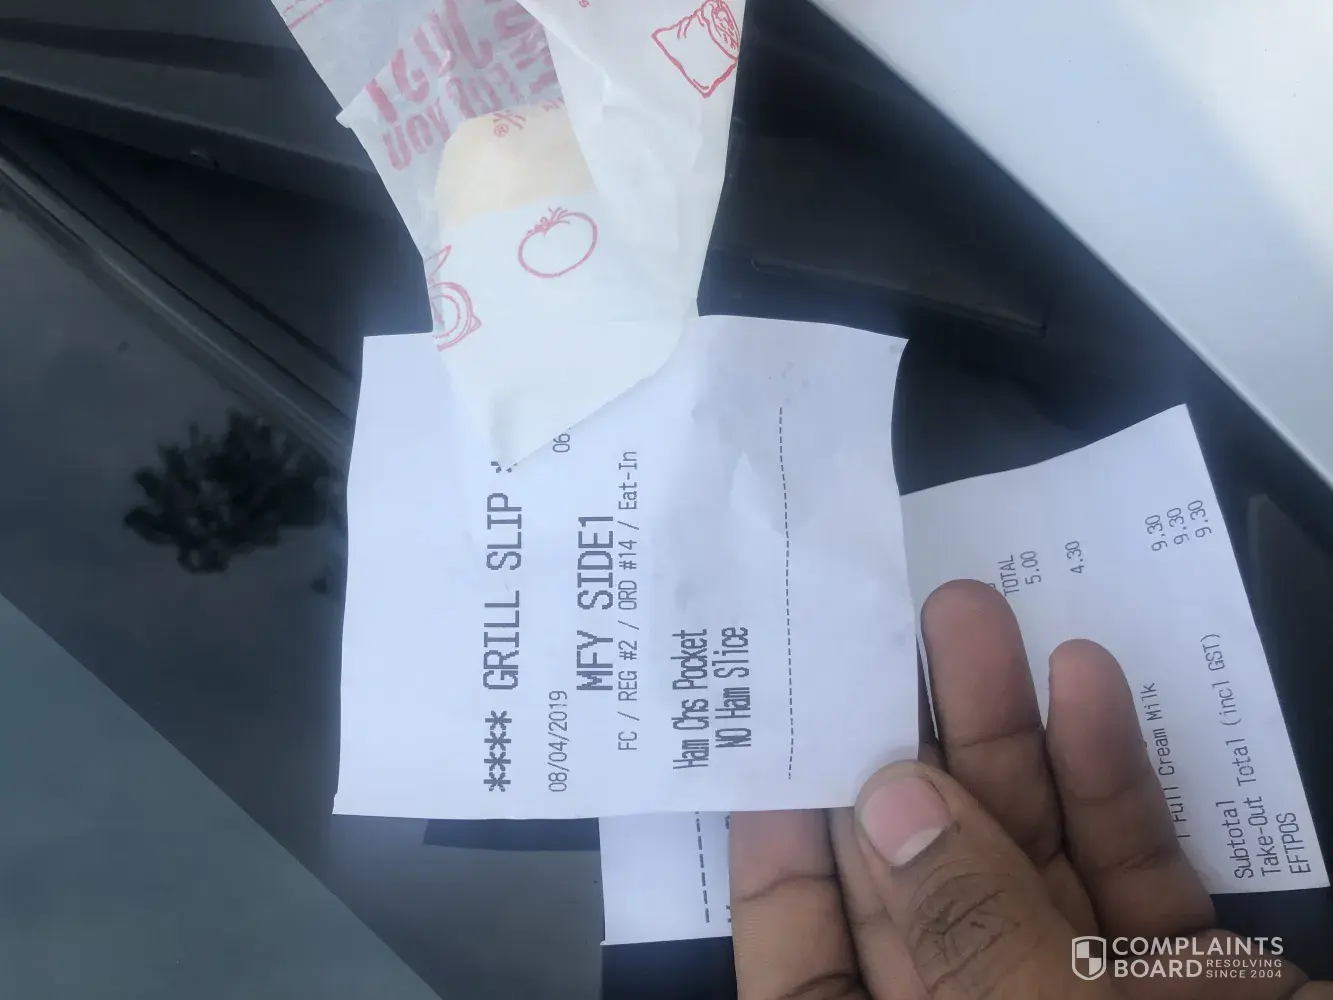 **** GRILL SLIP
08/04/2019 06
MFY SIDE1
FC / REG #2 / ORD #14 / Eat-In
Ham Chs Pocket
NO Ham Slice
TOTAL
5.00
4.30
Full Cream Milk
Subtotal 9.30
Take-Out Total (incl GST) 9.30
EFTPOS 9.30
®
COMPLAINTS
BOARD RESOLVING
SINCE 2004